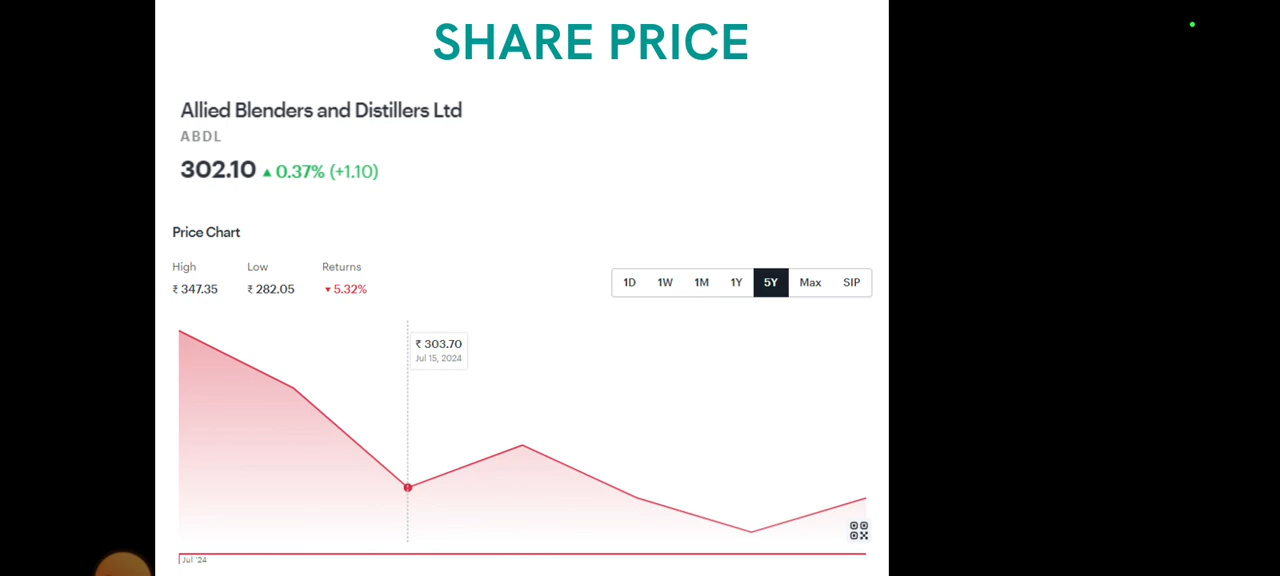 SHARE PRICE
Allied Blenders and Distillers Ltd
ABDL
302.10 ▲ 0.37% (+1.10)
Price Chart
High Low Returns
₹ 347.35 ₹ 282.05 ▼ 5.32%
1D 1W 1M 1Y 5Y Max SIP
₹ 303.70
Jul 15, 2024
Jul '24